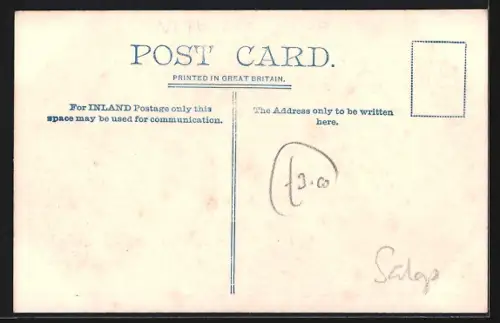 POST CARD.
PRINTED IN GREAT BRITAIN.
For INLAND Postage only this
space may be used for communication.
The Address only to be written
here.
£3.00